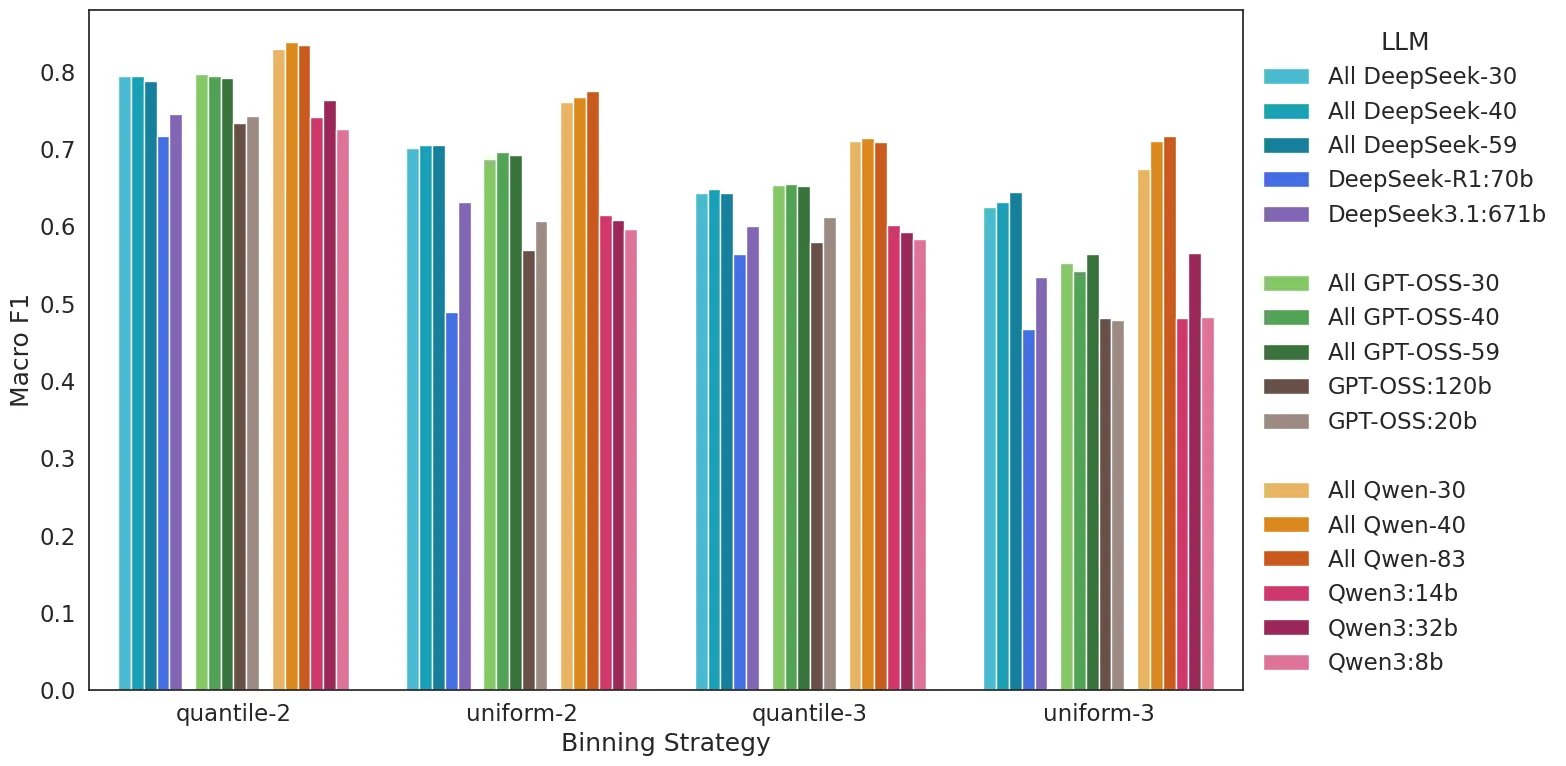 Macro F1
0.8
0.7
0.6
0.5
0.4
0.3
0.2
0.1
0.0
quantile-2
uniform-2
quantile-3
uniform-3
Binning Strategy
LLM
All DeepSeek-30
All DeepSeek-40
All DeepSeek-59
DeepSeek-R1:70b
DeepSeek3.1:671b
All GPT-OSS-30
All GPT-OSS-40
All GPT-OSS-59
GPT-OSS:120b
GPT-OSS:20b
All Qwen-30
All Qwen-40
All Qwen-83
Qwen3:14b
Qwen3:32b
Qwen3:8b